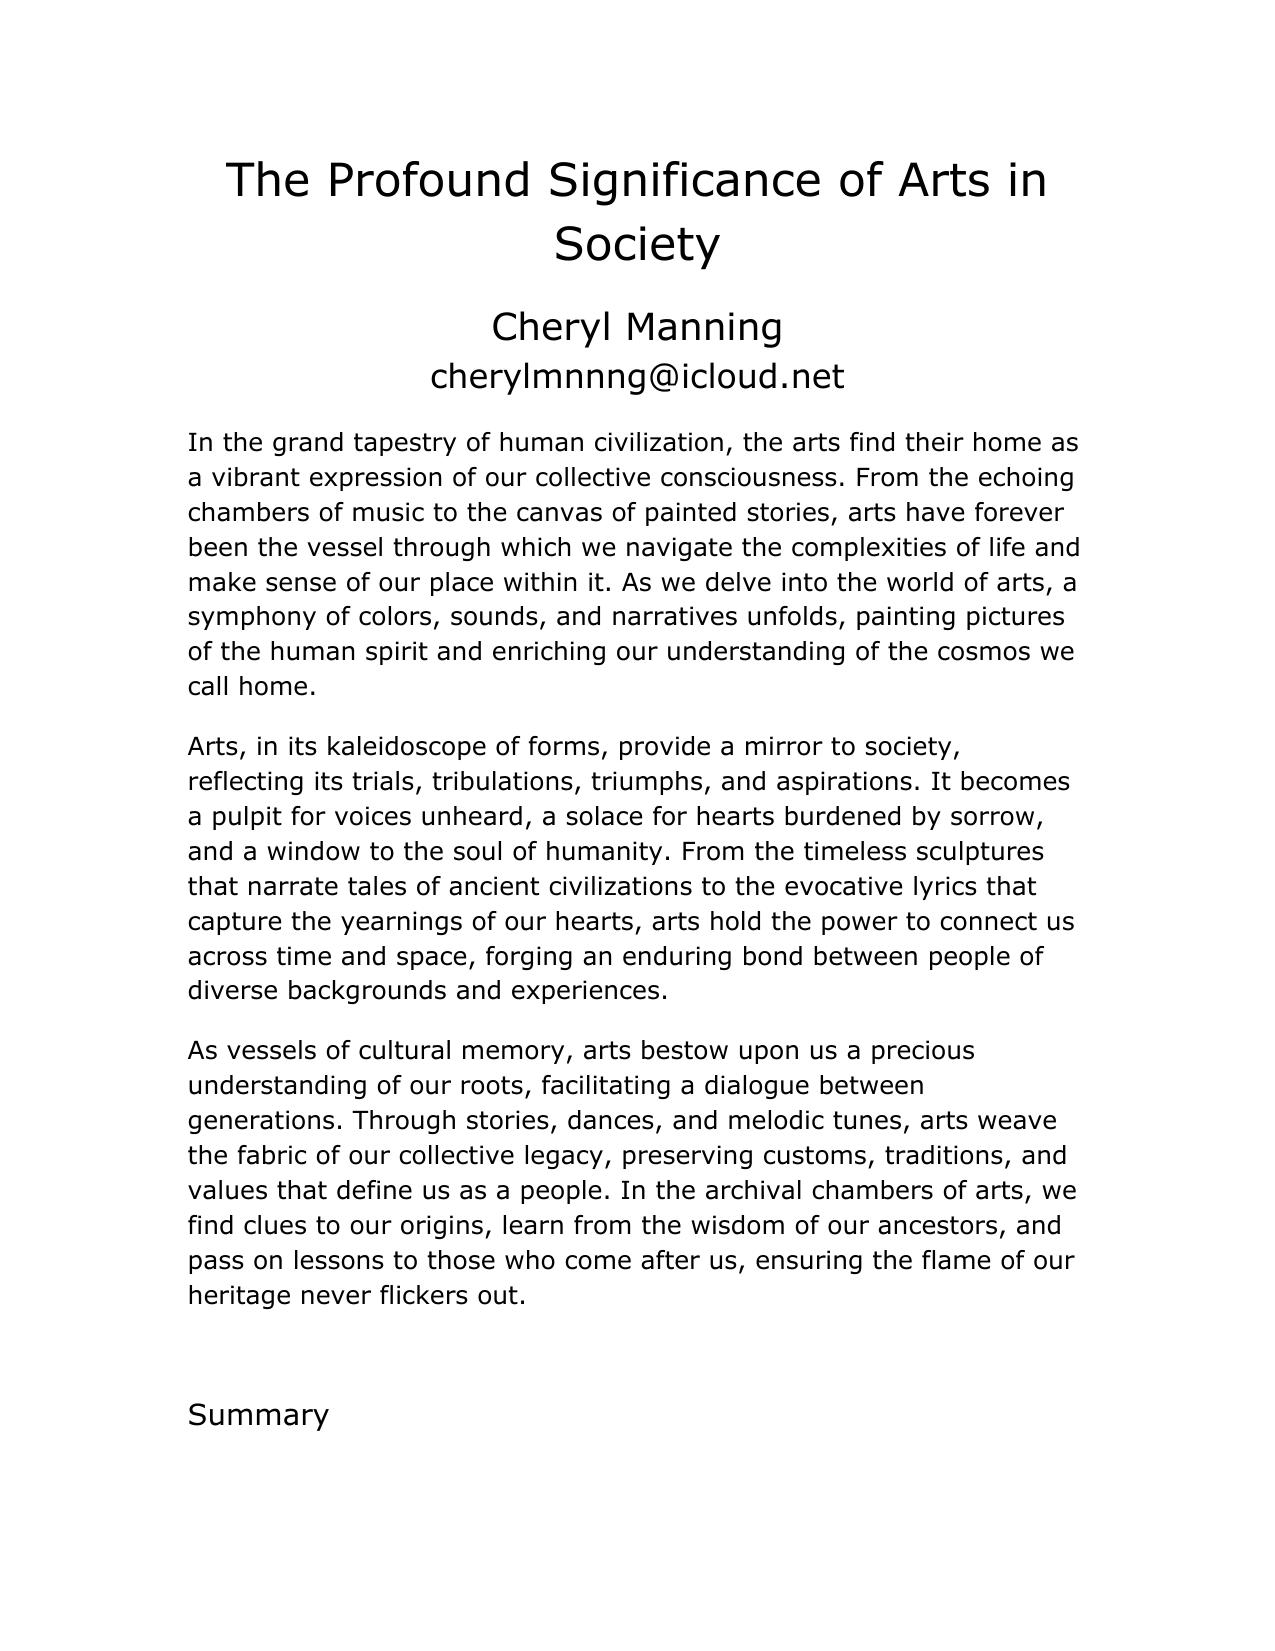 The Profound Significance of Arts in
Society
Cheryl Manning
cherylmnnng@icloud.net
In the grand tapestry of human civilization, the arts find their home as
a vibrant expression of our collective consciousness. From the echoing
chambers of music to the canvas of painted stories, arts have forever
been the vessel through which we navigate the complexities of life and
make sense of our place within it. As we delve into the world of arts, a
symphony of colors, sounds, and narratives unfolds, painting pictures
of the human spirit and enriching our understanding of the cosmos we
call home.
Arts, in its kaleidoscope of forms, provide a mirror to society,
reflecting its trials, tribulations, triumphs, and aspirations. It becomes
a pulpit for voices unheard, a solace for hearts burdened by sorrow,
and a window to the soul of humanity. From the timeless sculptures
that narrate tales of ancient civilizations to the evocative lyrics that
capture the yearnings of our hearts, arts hold the power to connect us
across time and space, forging an enduring bond between people of
diverse backgrounds and experiences.
As vessels of cultural memory, arts bestow upon us a precious
understanding of our roots, facilitating a dialogue between
generations. Through stories, dances, and melodic tunes, arts weave
the fabric of our collective legacy, preserving customs, traditions, and
values that define us as a people. In the archival chambers of arts, we
find clues to our origins, learn from the wisdom of our ancestors, and
pass on lessons to those who come after us, ensuring the flame of our
heritage never flickers out.
Summary